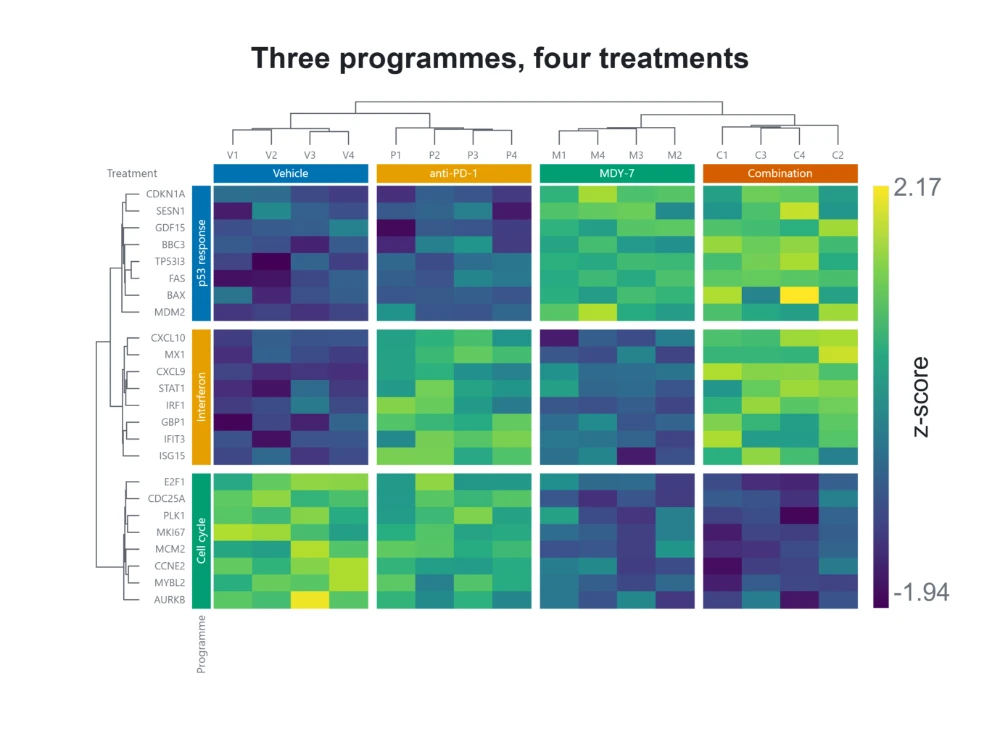 Three programmes, four treatments
V1 V2 V3 V4 P1 P2 P3 P4 M1 M4 M3 M2 C1 C3 C4 C2
Treatment Vehicle anti-PD-1 MDY-7 Combination
CDKN1A
SESN1
GDF15
BBC3
TP53I3
FAS
BAX
MDM2
p53 response
CXCL10
MX1
CXCL9
STAT1
IRF1
GBP1
IFIT3
ISG15
Interferon
E2F1
CDC25A
PLK1
MKI67
MCM2
CCNE2
MYBL2
AURKB
Cell cycle
Programme
2.17
-1.94
z-score